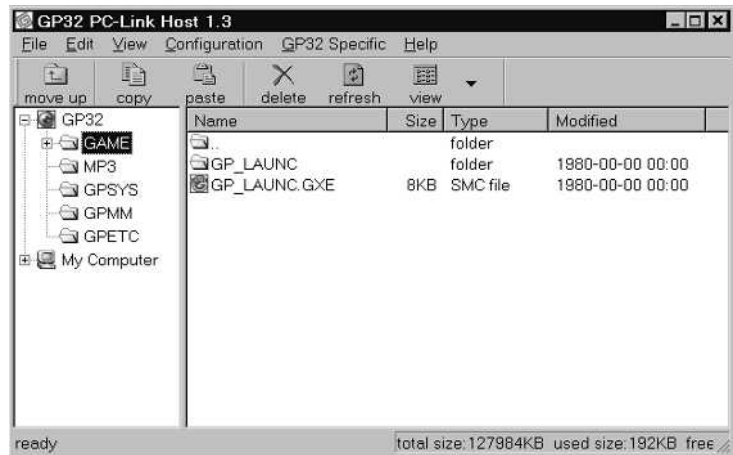 GP32 PC-Link Host 1.3
File Edit View Configuration GP32 Specific Help
move up copy paste delete refresh view
GP32
GAME
MP3
GPSYS
GPMM
GPETC
My Computer
Name Size Type Modified
.. folder
GP_LAUNC folder 1980-00-00 00:00
GP_LAUNC.GXE 8KB SMC file 1980-00-00 00:00
ready total size:127984KB used size:192KB free